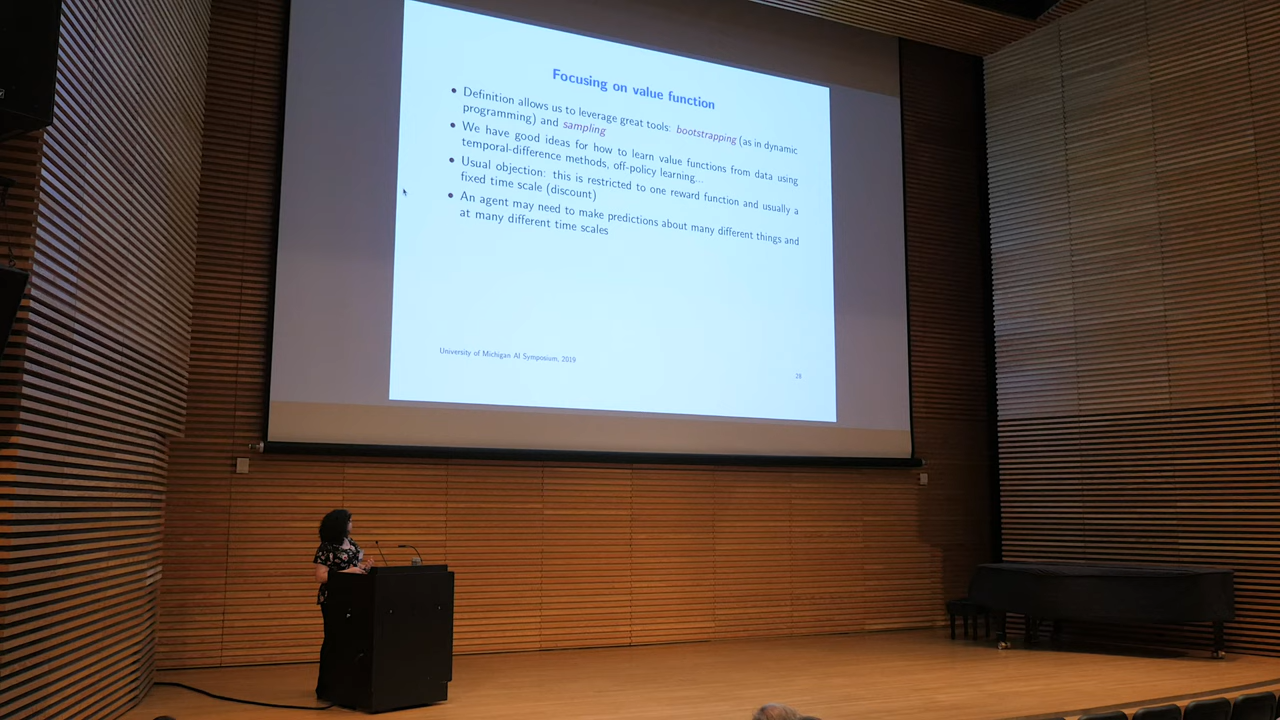 Focusing on value function
• Definition allows us to leverage great tools: bootstrapping (as in dynamic
programming) and sampling
• We have good ideas for how to learn value functions from data using
temporal-difference methods, off-policy learning...
• Usual objection: this is restricted to one reward function and usually a
fixed time scale (discount)
• An agent may need to make predictions about many different things and
at many different time scales
University of Michigan AI Symposium, 2019
28